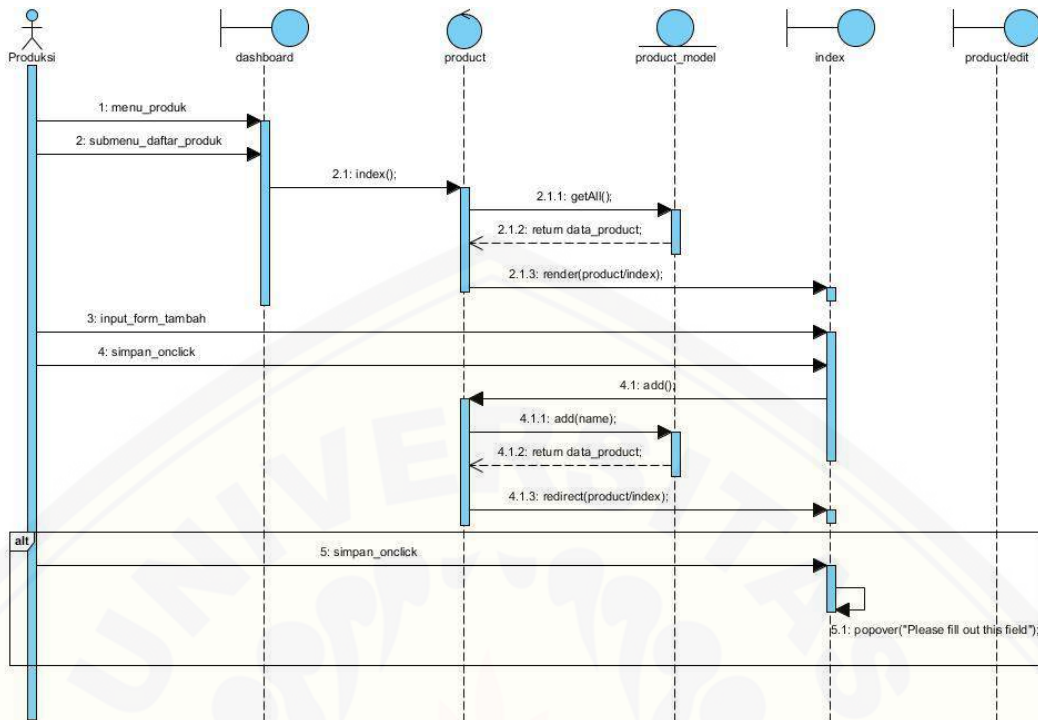 Produksi
dashboard
product
product_model
index
product/edit
1: menu_produk
2: submenu_daftar_produk
2.1: index();
2.1.1: getAll();
2.1.2: return data_product;
2.1.3: render(product/index);
3: input_form_tambah
4: simpan_onclick
4.1: add();
4.1.1: add(name);
4.1.2: return data_product;
4.1.3: redirect(product/index);
alt
5: simpan_onclick
5.1: popover("Please fill out this field");
UNIVERSITAS